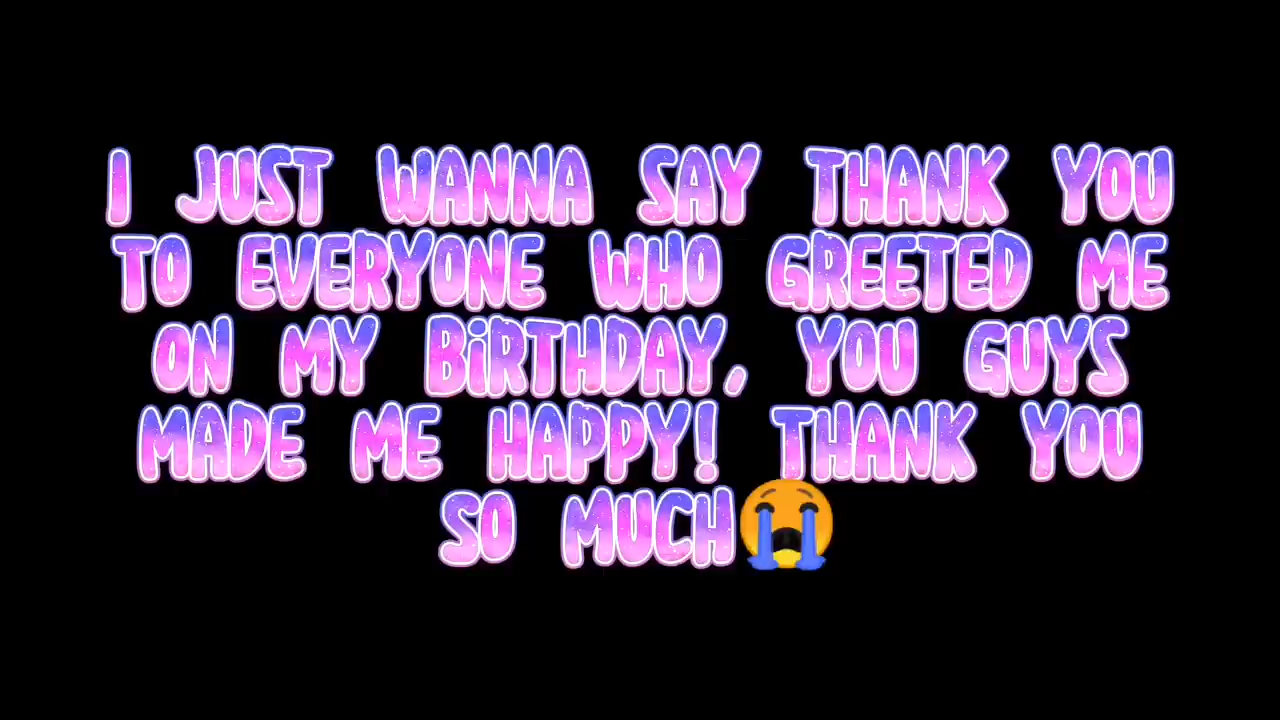 I JUST WANNA SAY THANK YOU
TO EVERYONE WHO GREETED ME
ON MY BiRTHDAY, YOU GUYS
MADE ME HAPPY! THANK YOU
SO MUCH😭